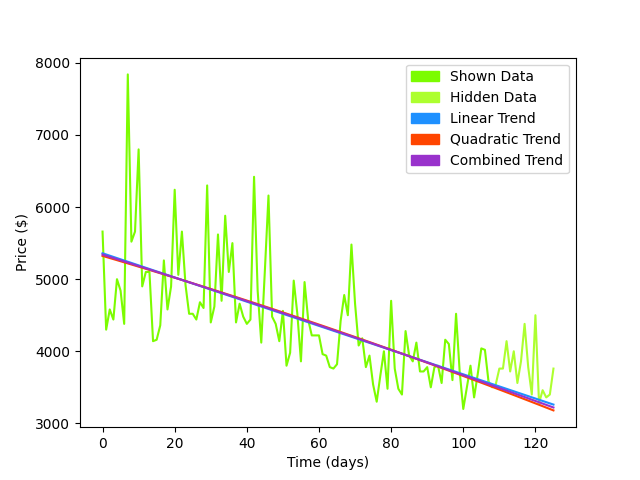 8000
7000
6000
5000
4000
3000
Price ($)
0 20 40 60 80 100 120
Time (days)
Shown Data
Hidden Data
Linear Trend
Quadratic Trend
Combined Trend